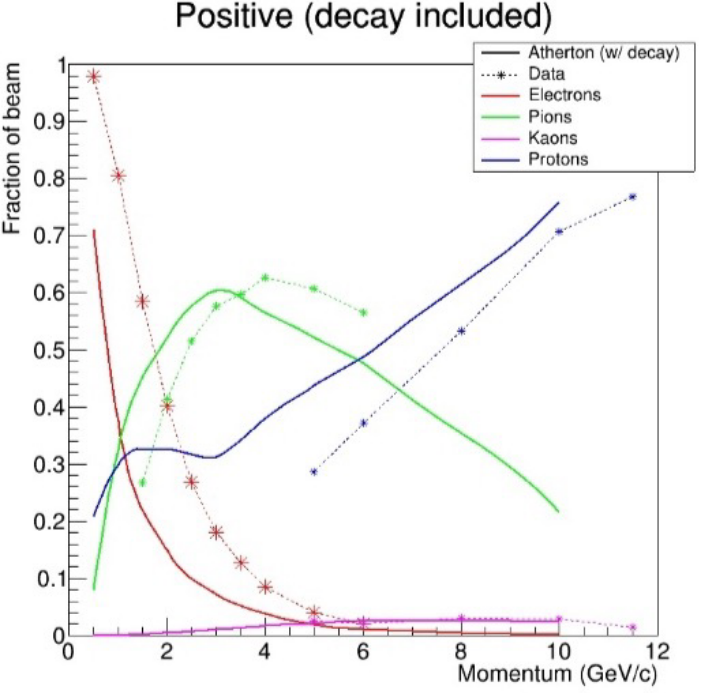 Positive (decay included)
Atherton (w/ decay)
Data
Electrons
Pions
Kaons
Protons
Fraction of beam
1
0.9
0.8
0.7
0.6
0.5
0.4
0.3
0.2
0.1
0
0 2 4 6 8 10 12
Momentum (GeV/c)